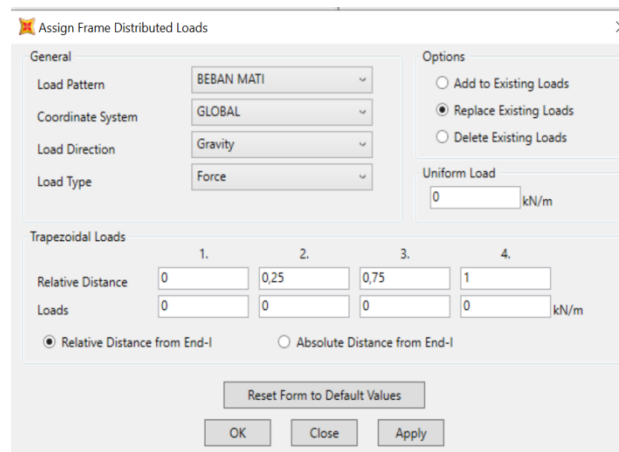 Assign Frame Distributed Loads
General
Load Pattern BEBAN MATI
Coordinate System GLOBAL
Load Direction Gravity
Load Type Force
Options
Add to Existing Loads
Replace Existing Loads
Delete Existing Loads
Uniform Load
0 kN/m
Trapezoidal Loads
1. 2. 3. 4.
Relative Distance 0 0,25 0,75 1
Loads 0 0 0 0 kN/m
Relative Distance from End-I Absolute Distance from End-I
Reset Form to Default Values
OK Close Apply